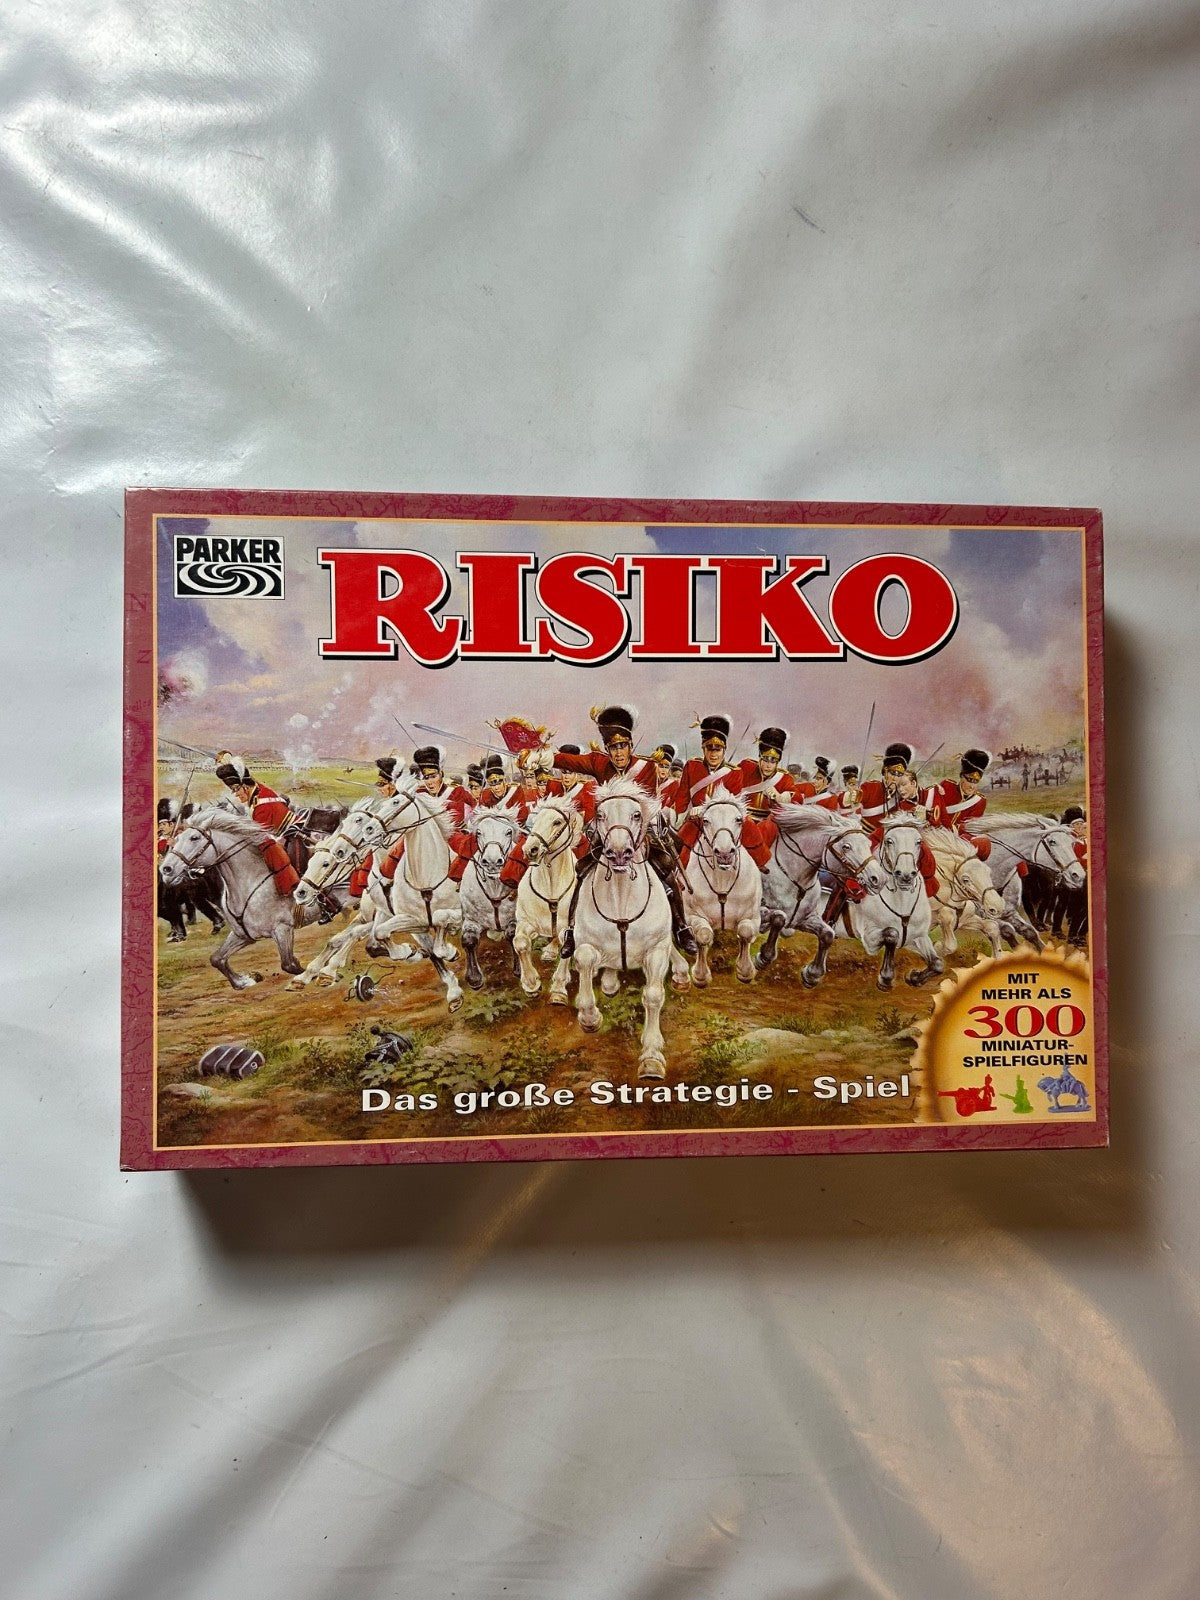 PARKER
RISIKO
MIT
MEHR ALS
300
MINIATUR-
SPIELFIGUREN
Das große Strategie - Spiel